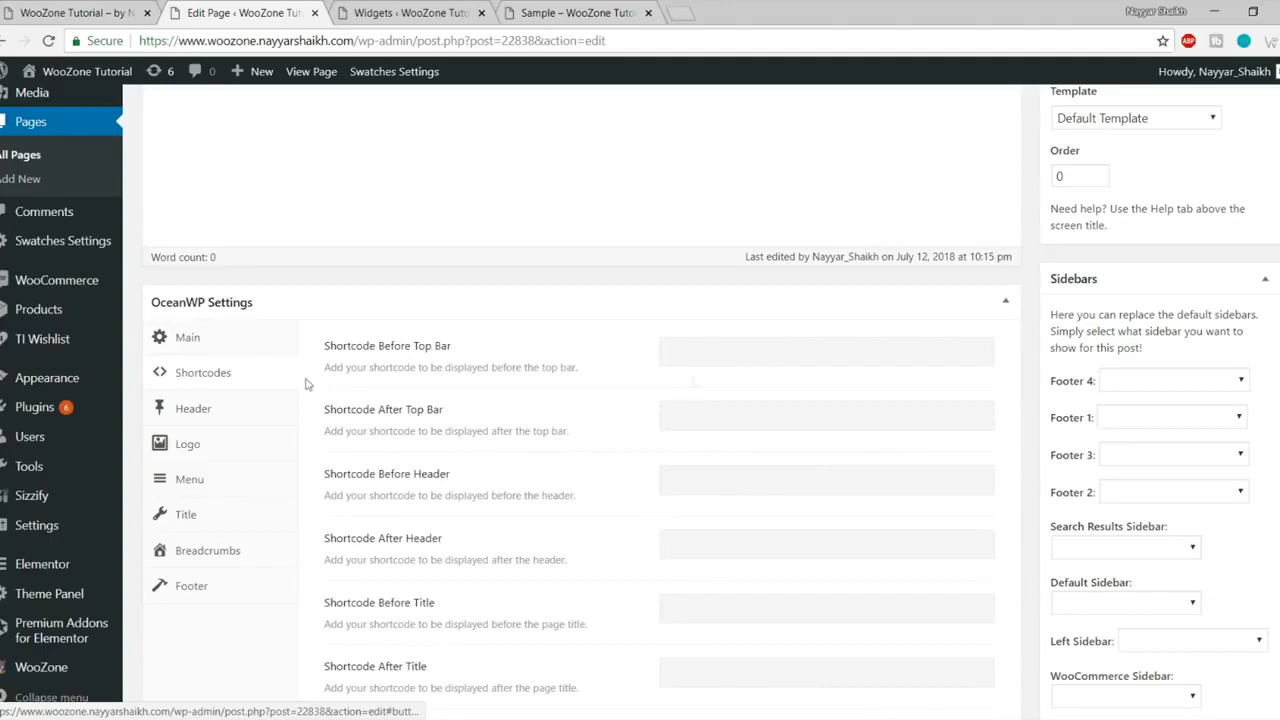 WooZone Tutorial – by N
Edit Page ‹ WooZone Tut
Widgets ‹ WooZone Tuto
Sample – WooZone Tuto
Nayyar Shaikh
Secure
https://www.woozone.nayyarshaikh.com/wp-admin/post.php?post=22838&action=edit
ABP
WooZone Tutorial
6
0
New
View Page
Swatches Settings
Howdy, Nayyar_Shaikh
Media
Pages
All Pages
Add New
Comments
Swatches Settings
WooCommerce
Products
TI Wishlist
Appearance
Plugins 6
Users
Tools
Sizzify
Settings
Elementor
Theme Panel
Premium Addons
for Elementor
WooZone
Collapse menu
Word count: 0
Last edited by Nayyar_Shaikh on July 12, 2018 at 10:15 pm
OceanWP Settings
Main
Shortcodes
Header
Logo
Menu
Title
Breadcrumbs
Footer
Shortcode Before Top Bar
Add your shortcode to be displayed before the top bar.
Shortcode After Top Bar
Add your shortcode to be displayed after the top bar.
Shortcode Before Header
Add your shortcode to be displayed before the header.
Shortcode After Header
Add your shortcode to be displayed after the header.
Shortcode Before Title
Add your shortcode to be displayed before the page title.
Shortcode After Title
Add your shortcode to be displayed after the page title.
Template
Default Template
Order
0
Need help? Use the Help tab above the
screen title.
Sidebars
Here you can replace the default sidebars.
Simply select what sidebar you want to
show for this post!
Footer 4:
Footer 1:
Footer 3:
Footer 2:
Search Results Sidebar:
Default Sidebar:
Left Sidebar:
WooCommerce Sidebar:
ps://www.woozone.nayyarshaikh.com/wp-admin/post.php?post=22838&action=edit#butt...